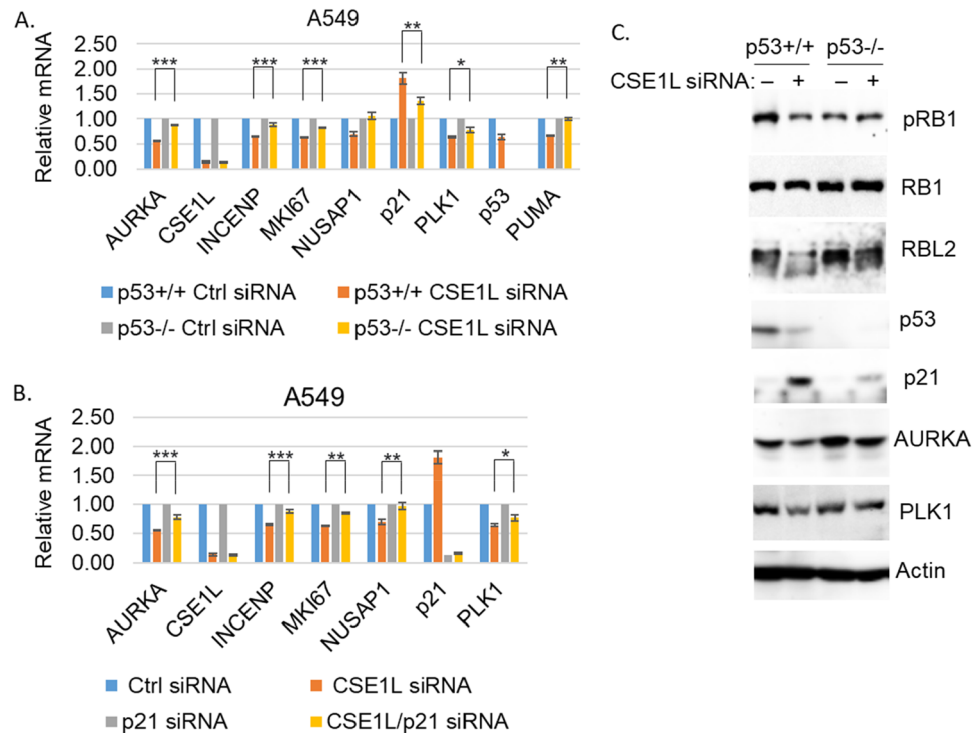 A.
A549
Relative mRNA
2.50
2.00
1.50
1.00
0.50
0.00
***
***
***
**
*
**
AURKA
CSE1L
INCENP
MKI67
NUSAP1
p21
PLK1
p53
PUMA
p53+/+ Ctrl siRNA
p53+/+ CSE1L siRNA
p53-/- Ctrl siRNA
p53-/- CSE1L siRNA
B.
A549
Relative mRNA
2.50
2.00
1.50
1.00
0.50
0.00
***
***
**
**
*
AURKA
CSE1L
INCENP
MKI67
NUSAP1
p21
PLK1
Ctrl siRNA
CSE1L siRNA
p21 siRNA
CSE1L/p21 siRNA
C.
p53+/+ p53-/-
CSE1L siRNA: – + – +
pRB1
RB1
RBL2
p53
p21
AURKA
PLK1
Actin